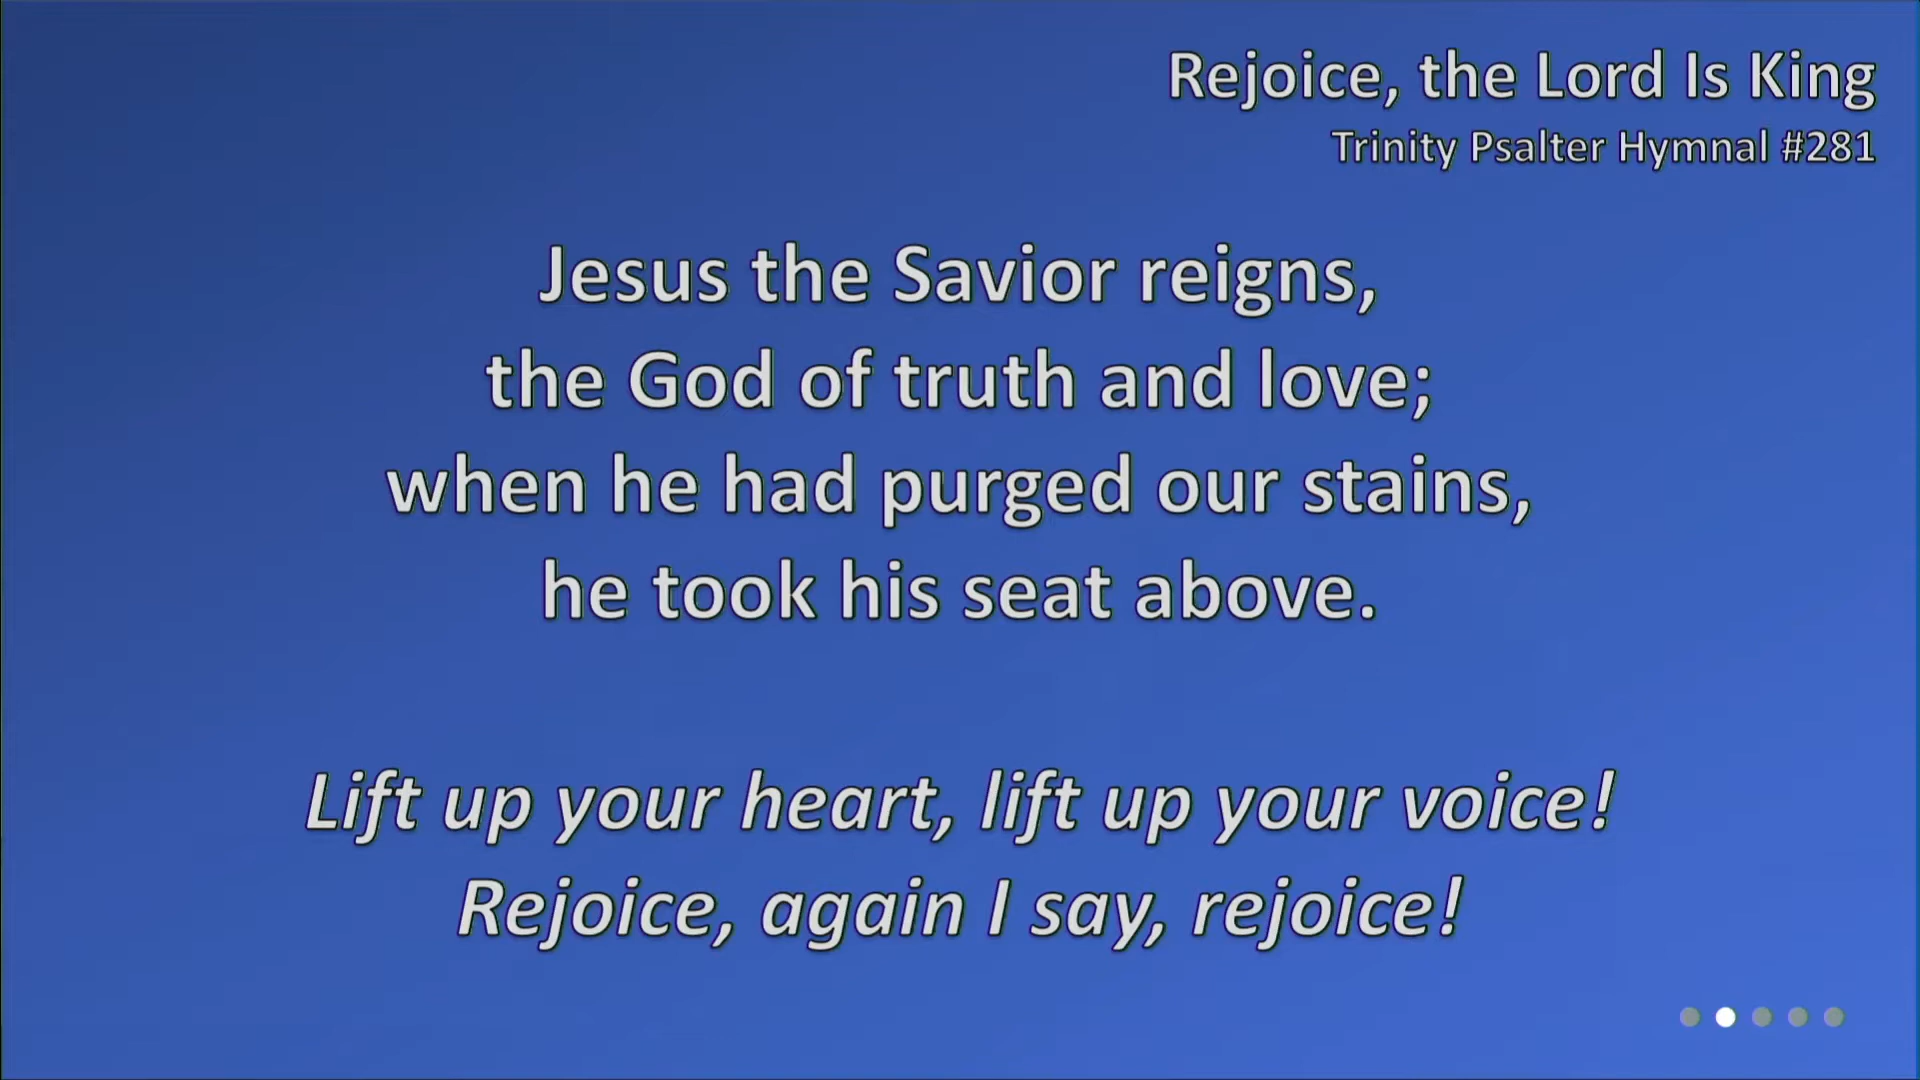 Rejoice, the Lord Is King
Trinity Psalter Hymnal #281
Jesus the Savior reigns,
the God of truth and love;
when he had purged our stains,
he took his seat above.
Lift up your heart, lift up your voice!
Rejoice, again I say, rejoice!